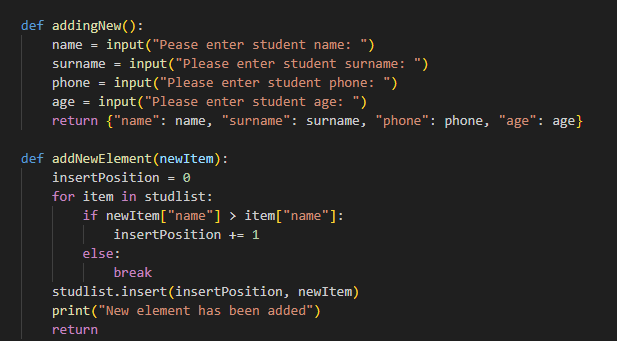 def addingNew():
    name = input("Pease enter student name: ")
    surname = input("Please enter student surname: ")
    phone = input("Please enter student phone: ")
    age = input("Please enter student age: ")
    return {"name": name, "surname": surname, "phone": phone, "age": age}

def addNewElement(newItem):
    insertPosition = 0
    for item in studlist:
        if newItem["name"] > item["name"]:
            insertPosition += 1
        else:
            break
    studlist.insert(insertPosition, newItem)
    print("New element has been added")
    return